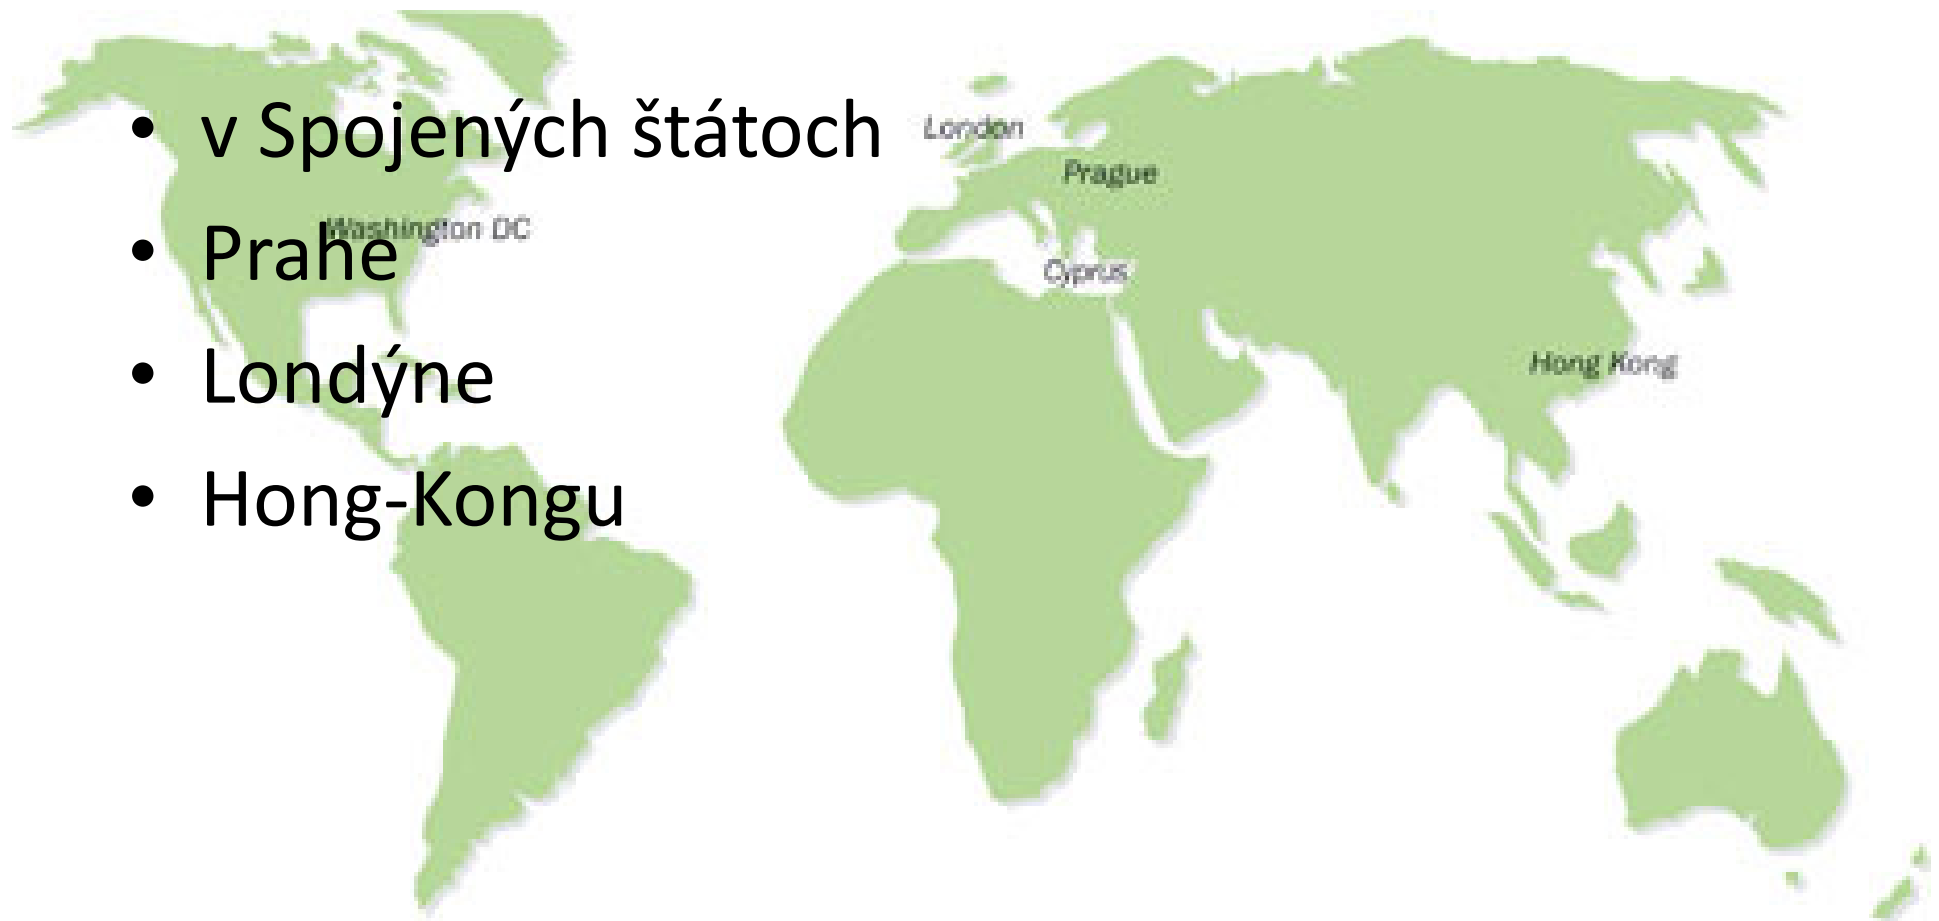 • v Spojených štátoch
• Prahe
• Londýne
• Hong-Kongu
London
Prague
Washington DC
Cyprus
Hong Kong